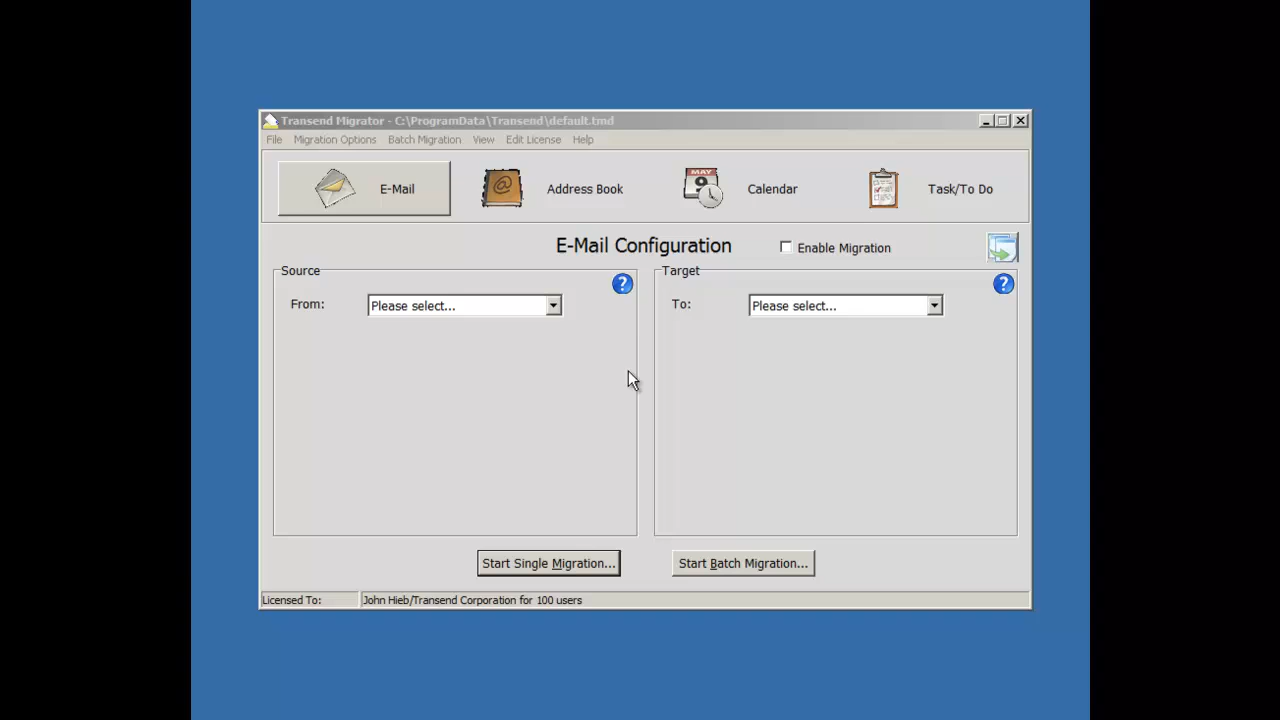 Transend Migrator - C:\ProgramData\Transend\default.tmd
File Migration Options Batch Migration View Edit License Help
E-Mail Address Book MAY 9 Calendar Task/To Do
E-Mail Configuration Enable Migration
Source Target
? ?
From: Please select... To: Please select...
Start Single Migration... Start Batch Migration...
Licensed To: John Hieb/Transend Corporation for 100 users